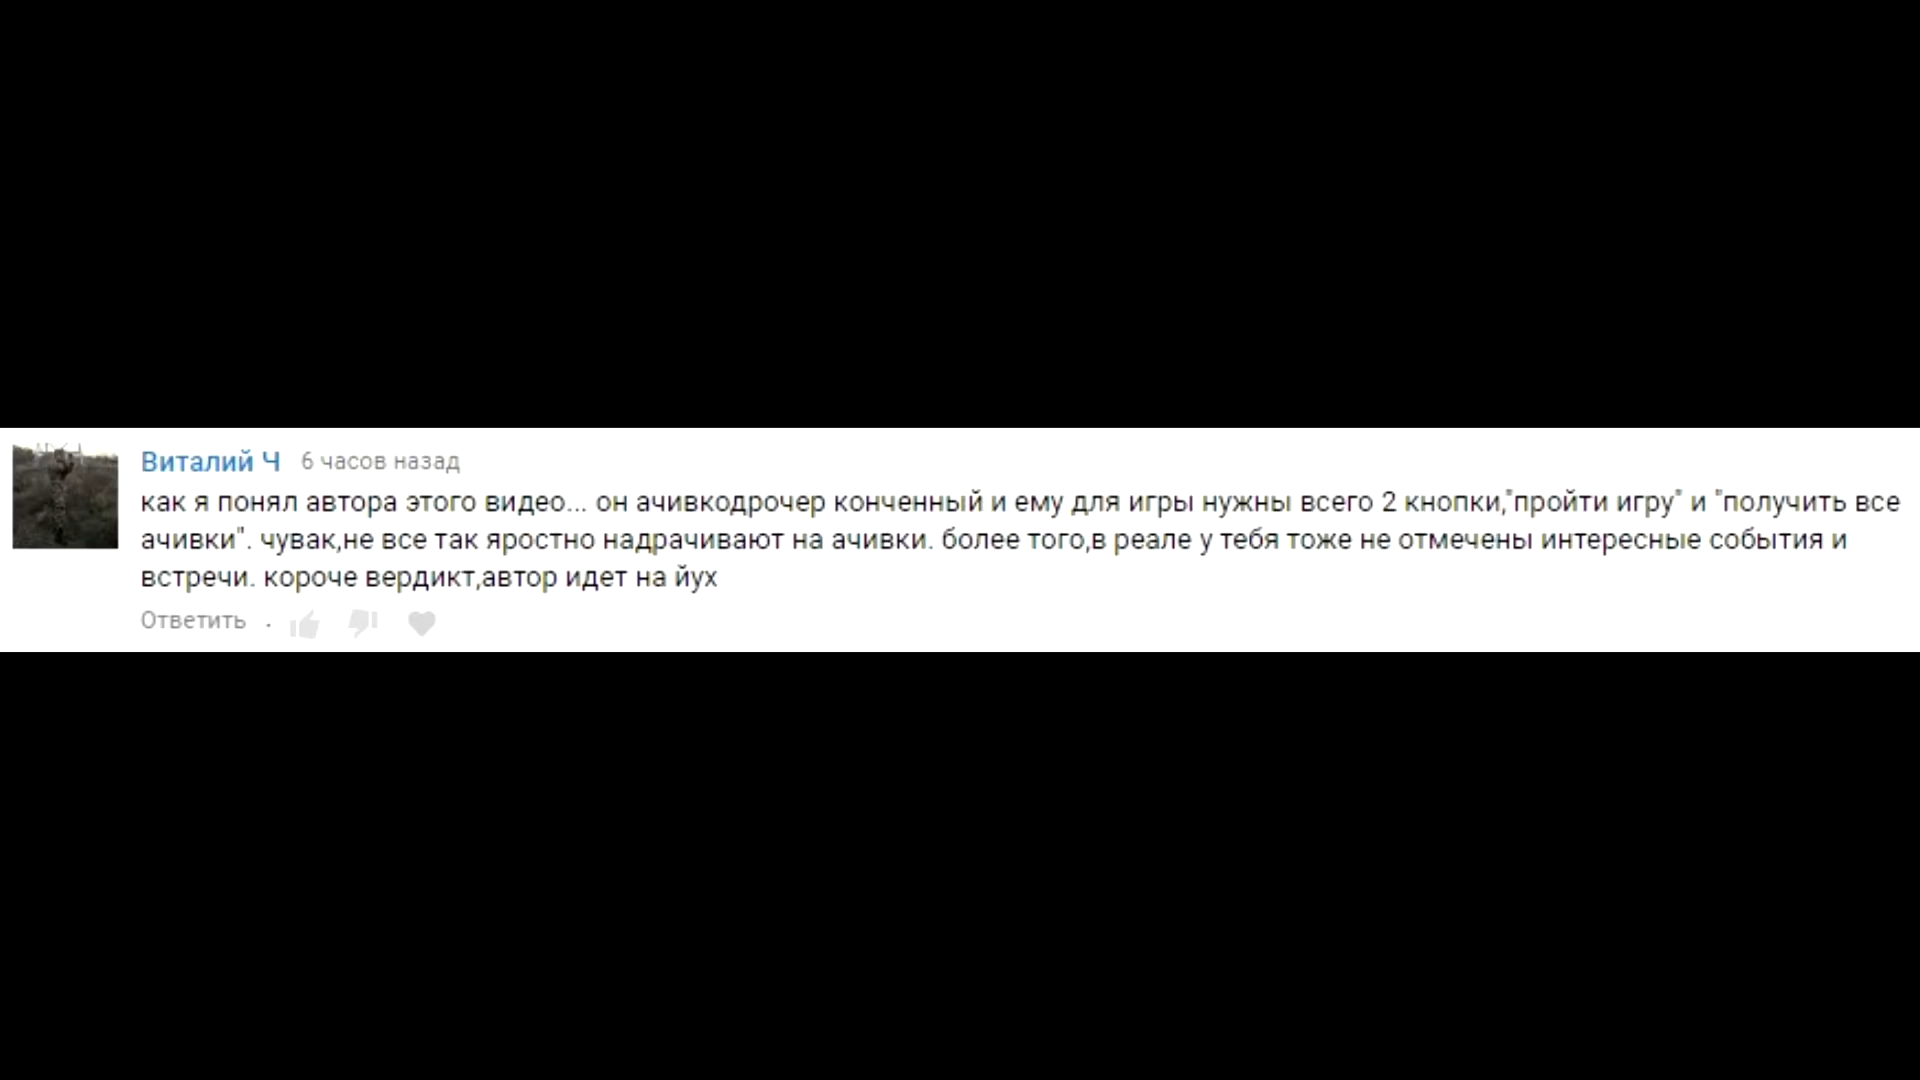 Виталий Ч 6 часов назад
как я понял автора этого видео... он ачивкодрочер конченный и ему для игры нужны всего 2 кнопки,"пройти игру" и "получить все
ачивки". чувак,не все так яростно надрачивают на ачивки. более того,в реале у тебя тоже не отмечены интересные события и
встречи. короче вердикт,автор идет на йух
Ответить .